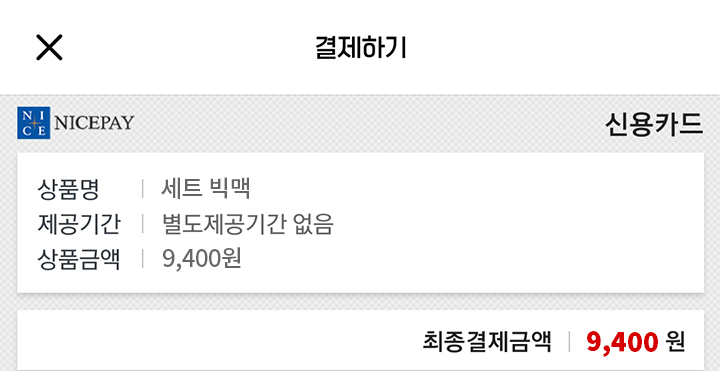 결제하기
NICE NICEPAY 신용카드
상품명 | 세트 빅맥
제공기간 | 별도제공기간 없음
상품금액 | 9,400원
최종결제금액 | 9,400 원